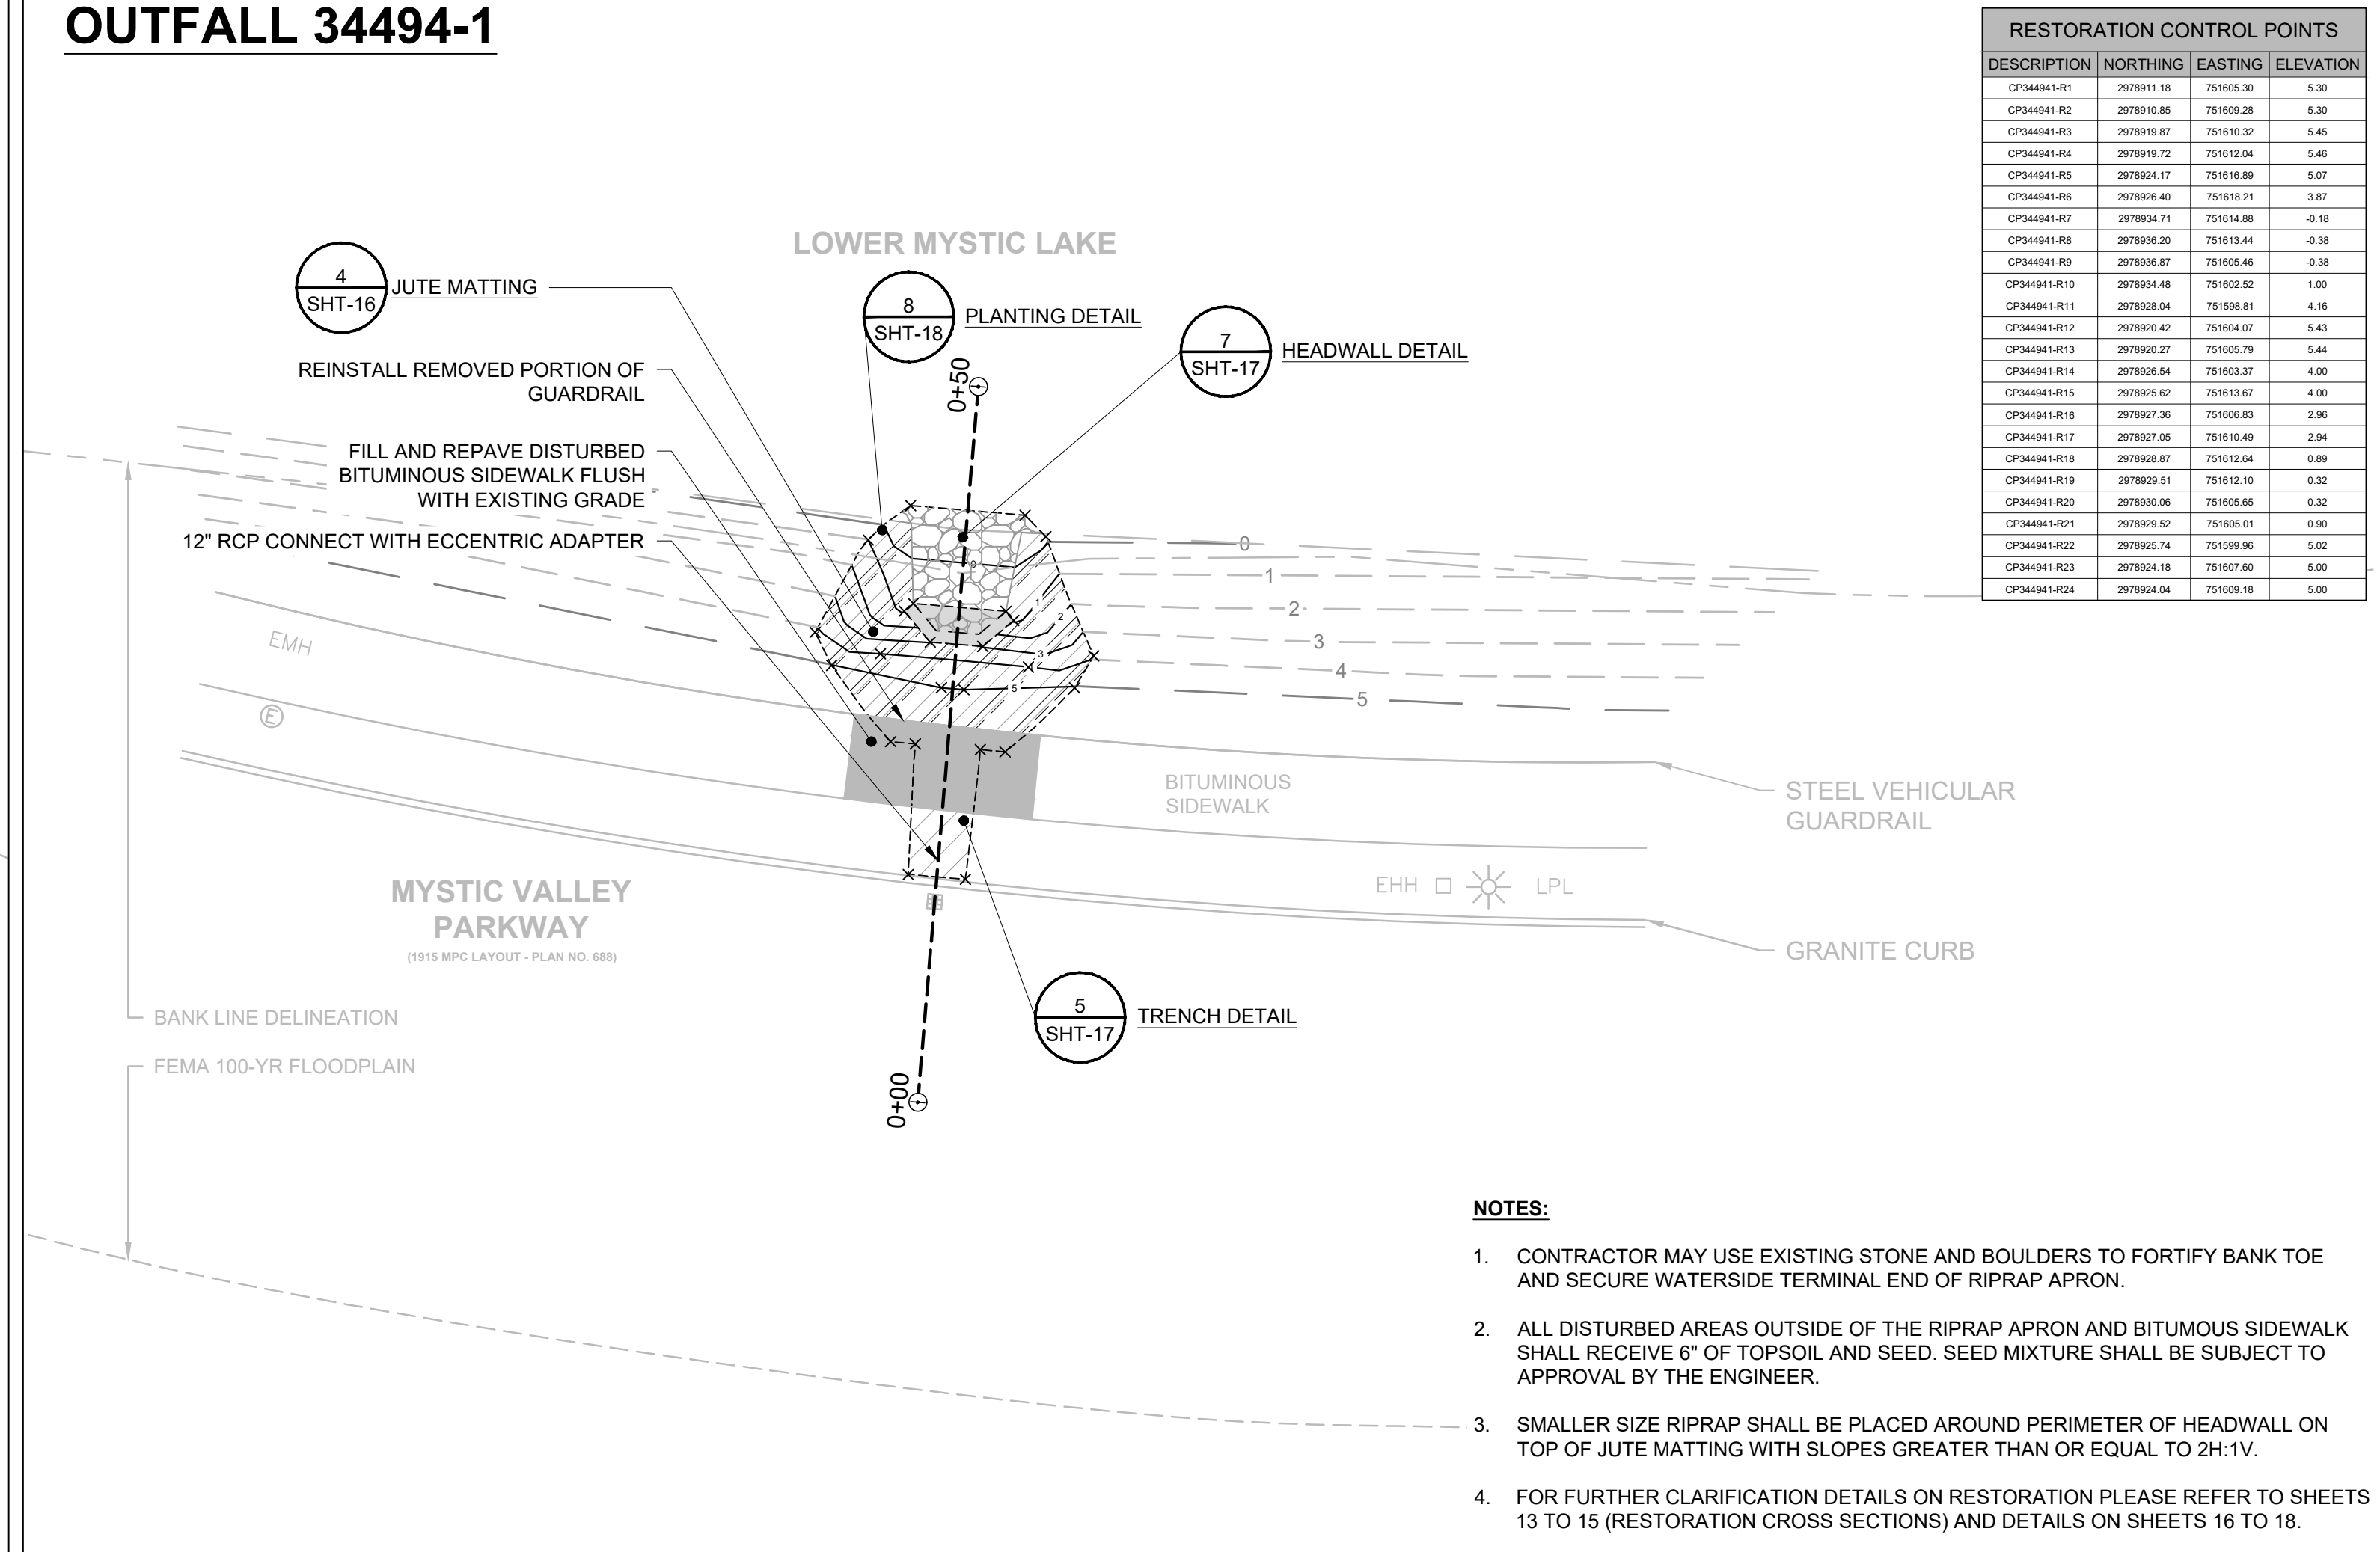 OUTFALL 34494-1
RESTORATION CONTROL POINTS
DESCRIPTION NORTHING EASTING ELEVATION
CP344941-R1 2978911.18 751605.30 5.30
CP344941-R2 2978910.85 751609.28 5.30
CP344941-R3 2978919.87 751610.32 5.45
CP344941-R4 2978919.72 751612.04 5.46
CP344941-R5 2978924.17 751616.89 5.07
CP344941-R6 2978926.40 751618.21 3.87
CP344941-R7 2978934.71 751614.88 -0.18
CP344941-R8 2978936.20 751613.44 -0.38
CP344941-R9 2978936.87 751605.46 -0.38
CP344941-R10 2978934.48 751602.52 1.00
CP344941-R11 2978928.04 751598.81 4.16
CP344941-R12 2978920.42 751604.07 5.43
CP344941-R13 2978920.27 751605.79 5.44
CP344941-R14 2978926.54 751603.37 4.00
CP344941-R15 2978925.62 751613.67 4.00
CP344941-R16 2978927.36 751606.83 2.96
CP344941-R17 2978927.05 751610.49 2.94
CP344941-R18 2978928.87 751612.64 0.89
CP344941-R19 2978929.51 751612.10 0.32
CP344941-R20 2978930.06 751605.65 0.32
CP344941-R21 2978929.52 751605.01 0.90
CP344941-R22 2978925.74 751599.96 5.02
CP344941-R23 2978924.18 751607.60 5.00
CP344941-R24 2978924.04 751609.18 5.00
LOWER MYSTIC LAKE
4
SHT-16
JUTE MATTING
8
SHT-18
PLANTING DETAIL
7
SHT-17
HEADWALL DETAIL
REINSTALL REMOVED PORTION OF
GUARDRAIL
0+50
FILL AND REPAVE DISTURBED
BITUMINOUS SIDEWALK FLUSH
WITH EXISTING GRADE
12" RCP CONNECT WITH ECCENTRIC ADAPTER
0
0
1
1
2
2
3
3
4
5
5
EMH
E
BITUMINOUS
SIDEWALK
STEEL VEHICULAR
GUARDRAIL
EHH
LPL
MYSTIC VALLEY
PARKWAY
(1915 MPC LAYOUT - PLAN NO. 688)
GRANITE CURB
BANK LINE DELINEATION
5
SHT-17
TRENCH DETAIL
FEMA 100-YR FLOODPLAIN
0+00
NOTES:
1. CONTRACTOR MAY USE EXISTING STONE AND BOULDERS TO FORTIFY BANK TOE
AND SECURE WATERSIDE TERMINAL END OF RIPRAP APRON.
2. ALL DISTURBED AREAS OUTSIDE OF THE RIPRAP APRON AND BITUMOUS SIDEWALK
SHALL RECEIVE 6" OF TOPSOIL AND SEED. SEED MIXTURE SHALL BE SUBJECT TO
APPROVAL BY THE ENGINEER.
3. SMALLER SIZE RIPRAP SHALL BE PLACED AROUND PERIMETER OF HEADWALL ON
TOP OF JUTE MATTING WITH SLOPES GREATER THAN OR EQUAL TO 2H:1V.
4. FOR FURTHER CLARIFICATION DETAILS ON RESTORATION PLEASE REFER TO SHEETS
13 TO 15 (RESTORATION CROSS SECTIONS) AND DETAILS ON SHEETS 16 TO 18.